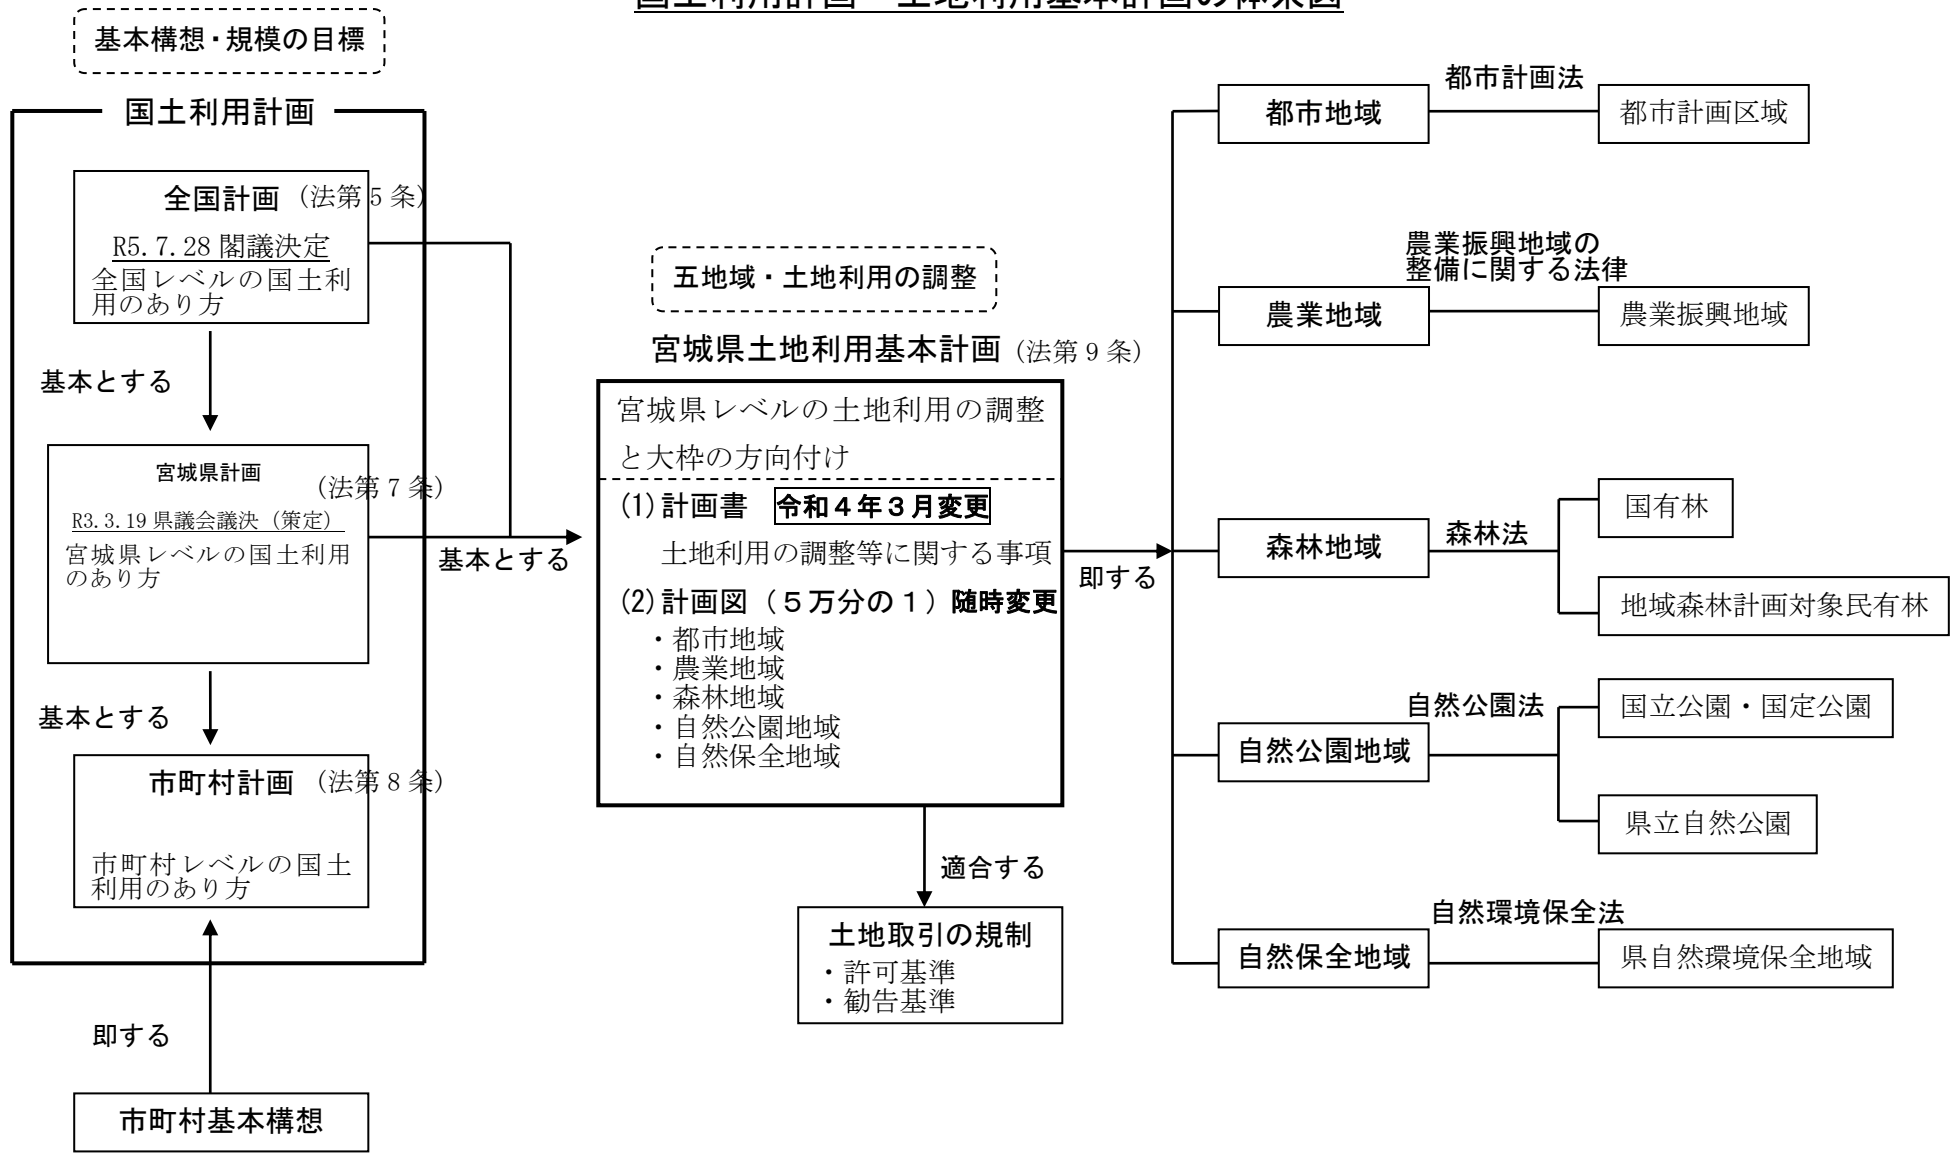 国土利用計画・土地利用基本計画の体系図
基本構想・規模の目標
国土利用計画
全国計画（法第５条）
R5.7.28 閣議決定
全国レベルの国土利
用のあり方
基本とする
宮城県計画
（法第７条）
R3.3.19 県議会議決（策定）
宮城県レベルの国土利用
のあり方
基本とする
市町村計画（法第８条）
市町村レベルの国土
利用のあり方
即する
市町村基本構想
基本とする
五地域・土地利用の調整
宮城県土地利用基本計画（法第９条）
宮城県レベルの土地利用の調整
と大枠の方向付け
(1)計画書 令和４年３月変更
土地利用の調整等に関する事項
(2)計画図（５万分の１）随時変更
・都市地域
・農業地域
・森林地域
・自然公園地域
・自然保全地域
適合する
土地取引の規制
・許可基準
・勧告基準
即する
都市地域
都市計画法
都市計画区域
農業地域
農業振興地域の
整備に関する法律
農業振興地域
森林地域
森林法
国有林
地域森林計画対象民有林
自然公園地域
自然公園法
国立公園・国定公園
県立自然公園
自然保全地域
自然環境保全法
県自然環境保全地域